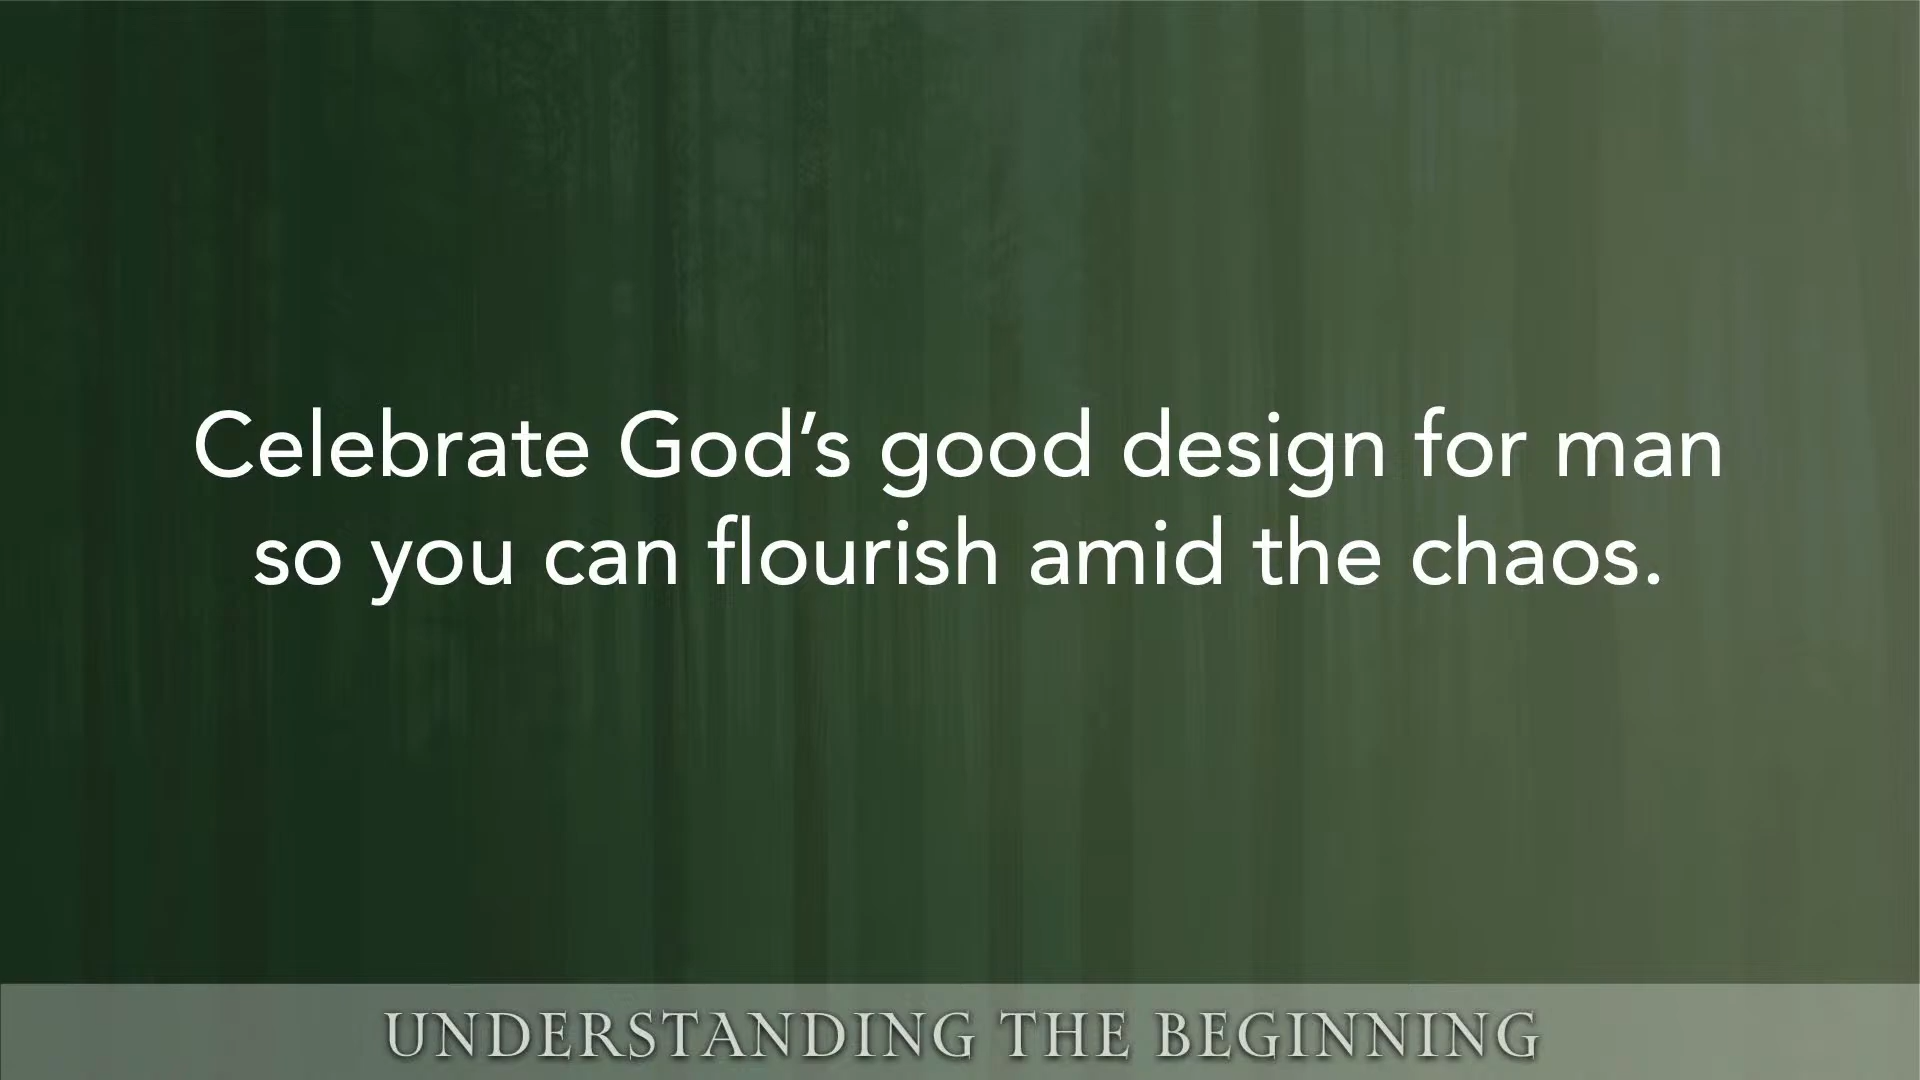 Celebrate God’s good design for man
so you can flourish amid the chaos.
UNDERSTANDING THE BEGINNING